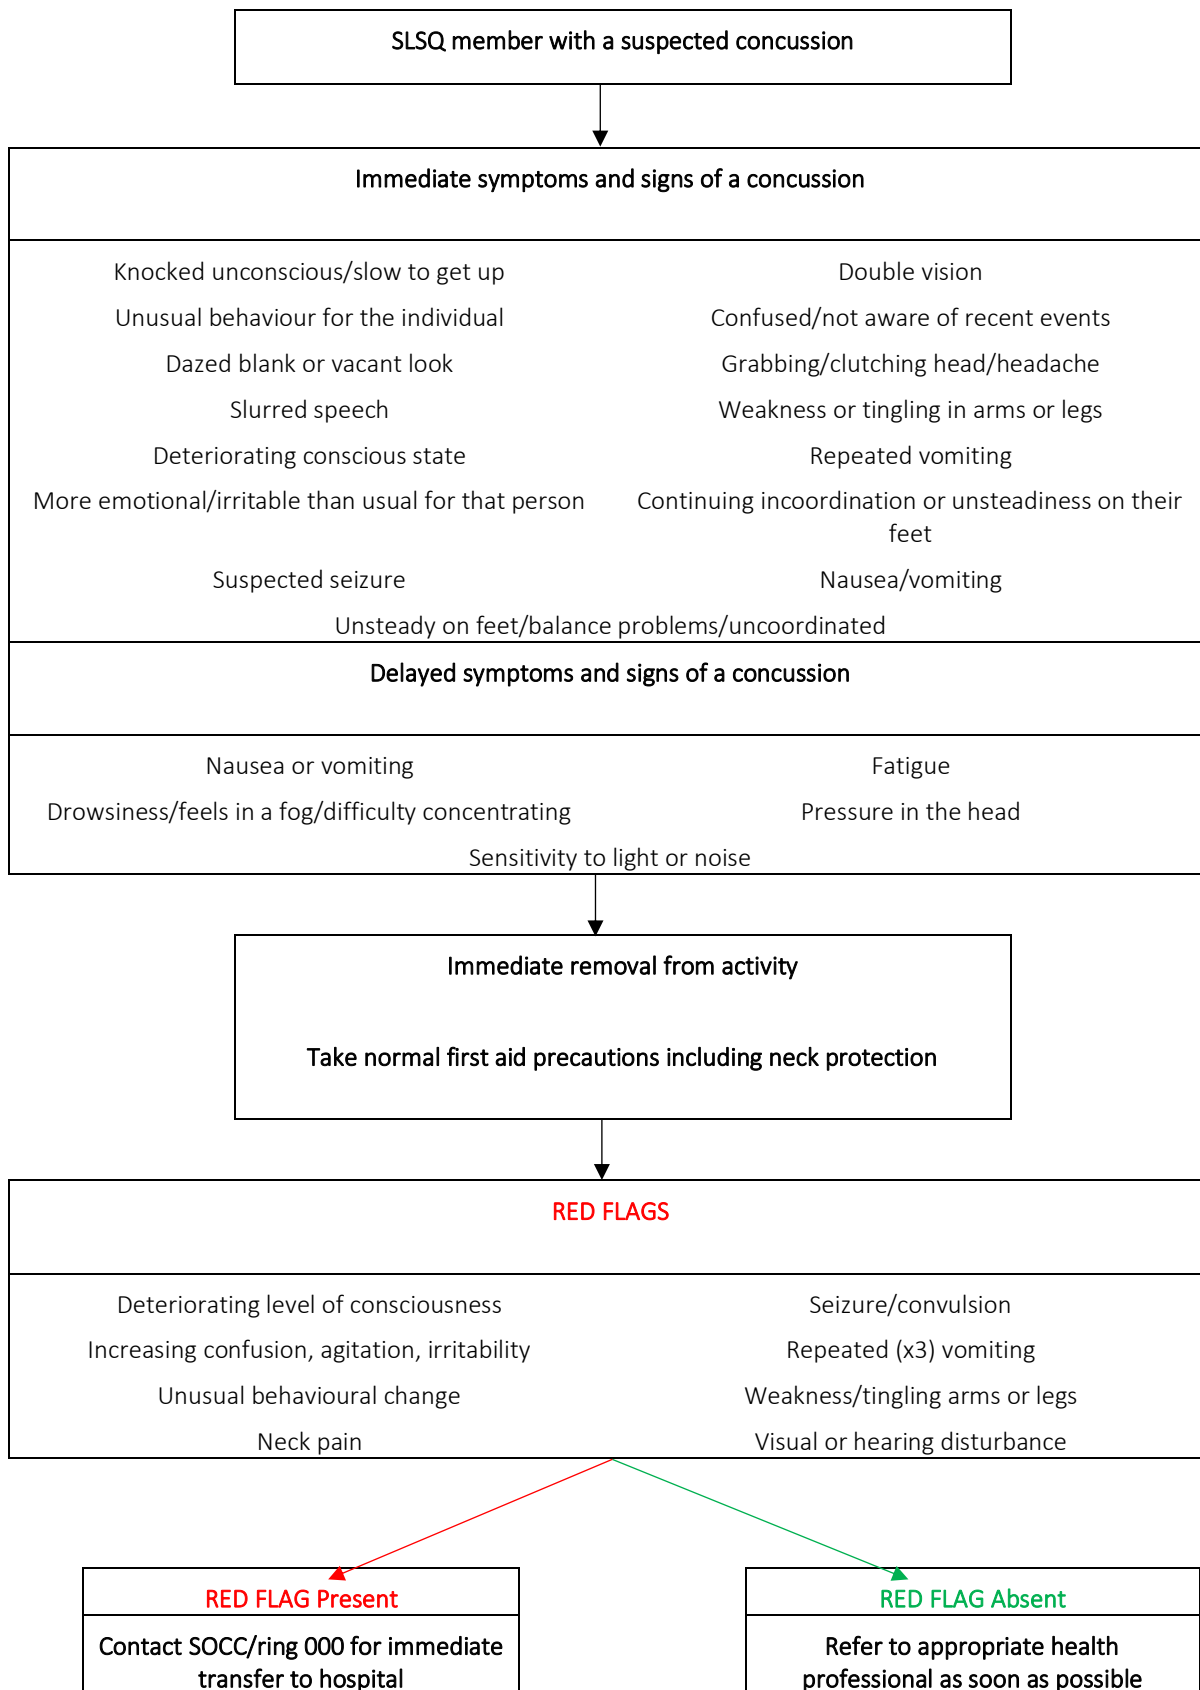 SLSQ member with a suspected concussion
Immediate symptoms and signs of a concussion
Knocked unconscious/slow to get up
Double vision
Unusual behaviour for the individual
Confused/not aware of recent events
Dazed blank or vacant look
Grabbing/clutching head/headache
Slurred speech
Weakness or tingling in arms or legs
Deteriorating conscious state
Repeated vomiting
More emotional/irritable than usual for that person
Continuing incoordination or unsteadiness on their
feet
Suspected seizure
Nausea/vomiting
Unsteady on feet/balance problems/uncoordinated
Delayed symptoms and signs of a concussion
Nausea or vomiting
Fatigue
Drowsiness/feels in a fog/difficulty concentrating
Pressure in the head
Sensitivity to light or noise
Immediate removal from activity
Take normal first aid precautions including neck protection
RED FLAGS
Deteriorating level of consciousness
Seizure/convulsion
Increasing confusion, agitation, irritability
Repeated (x3) vomiting
Unusual behavioural change
Weakness/tingling arms or legs
Neck pain
Visual or hearing disturbance
RED FLAG Present
Contact SOCC/ring 000 for immediate
transfer to hospital
RED FLAG Absent
Refer to appropriate health
professional as soon as possible